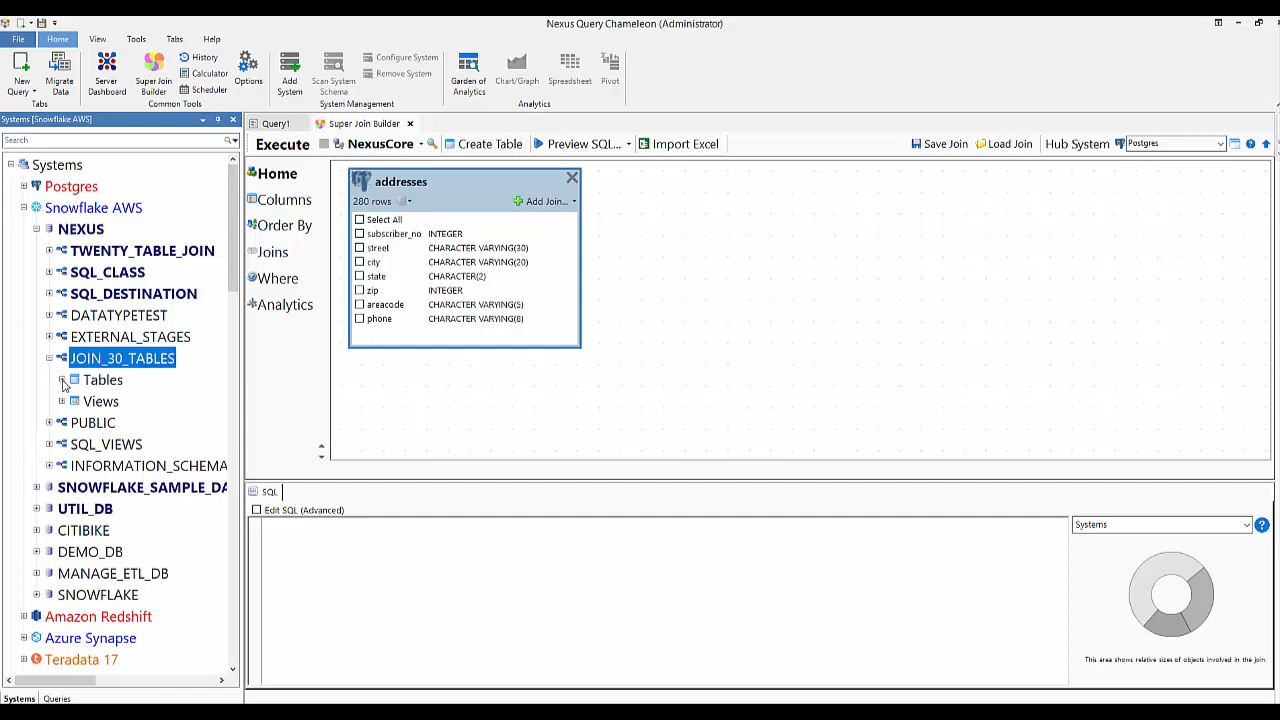 Nexus Query Chameleon (Administrator)
File Home View Tools Tabs Help
New Query
Migrate Data
Tabs
Server Dashboard
Super Join Builder
History
Calculator
Scheduler
Common Tools
Options
Add System
Scan System Schema
Configure System
Remove System
System Management
Garden of Analytics
Chart/Graph
Spreadsheet
Pivot
Analytics
Systems [Snowflake AWS]
Search
Systems
Postgres
Snowflake AWS
NEXUS
TWENTY_TABLE_JOIN
SQL_CLASS
SQL_DESTINATION
DATATYPETEST
EXTERNAL_STAGES
JOIN_30_TABLES
Tables
Views
PUBLIC
SQL_VIEWS
INFORMATION_SCHEMA
SNOWFLAKE_SAMPLE_DA
UTIL_DB
CITIBIKE
DEMO_DB
MANAGE_ETL_DB
SNOWFLAKE
Amazon Redshift
Azure Synapse
Teradata 17
Systems Queries
Query1 Super Join Builder
Execute NexusCore Create Table Preview SQL... Import Excel Save Join Load Join Hub System Postgres
Home
Columns
Order By
Joins
Where
Analytics
addresses
280 rows Add Join...
Select All
subscriber_no INTEGER
street CHARACTER VARYING(30)
city CHARACTER VARYING(20)
state CHARACTER(2)
zip INTEGER
areacode CHARACTER VARYING(5)
phone CHARACTER VARYING(8)
SQL
Edit SQL (Advanced)
Systems
This area shows relative sizes of objects involved in the join.